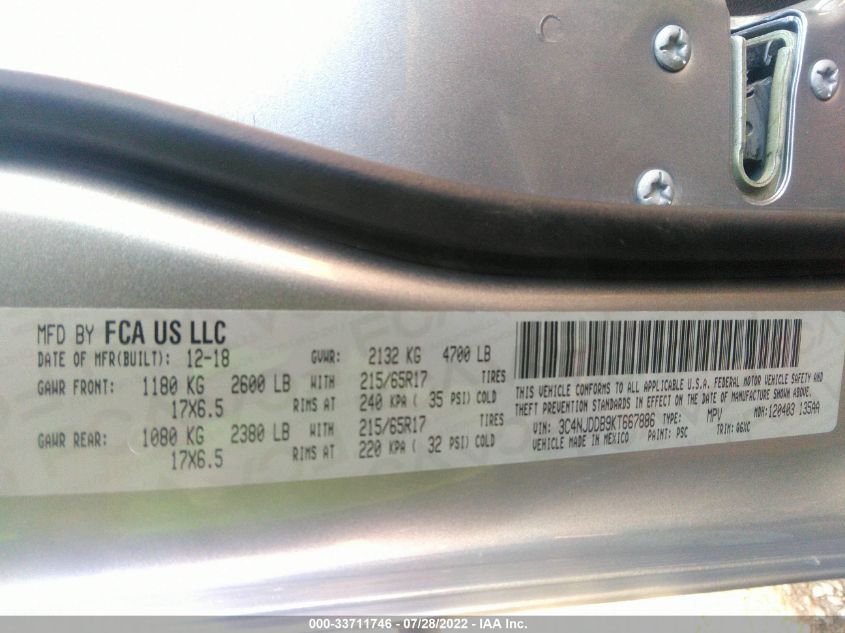 MFD BY FCA US LLC
DATE OF MFR(BUILT): 12-18 GVWR: 2132 KG 4700 LB
GAWR FRONT: 1180 KG 2600 LB WITH 215/65R17 TIRES
17X6.5 RIMS AT 240 KPA ( 35 PSI) COLD
GAWR REAR: 1080 KG 2380 LB WITH 215/65R17 TIRES
17X6.5 RIMS AT 220 KPA ( 32 PSI) COLD
THIS VEHICLE CONFORMS TO ALL APPLICABLE U.S.A. FEDERAL MOTOR VEHICLE SAFETY AND
THEFT PREVENTION STANDARDS IN EFFECT ON THE DATE OF MANUFACTURE SHOWN ABOVE.
VIN: 3C4NJDDB9KT667886 TYPE: MPV MDH: 120403 135AA
VEHICLE MADE IN MEXICO PAINT: PSC TRIM: G6VC
000-33711746 / 07/28/2022 - IAA Inc.